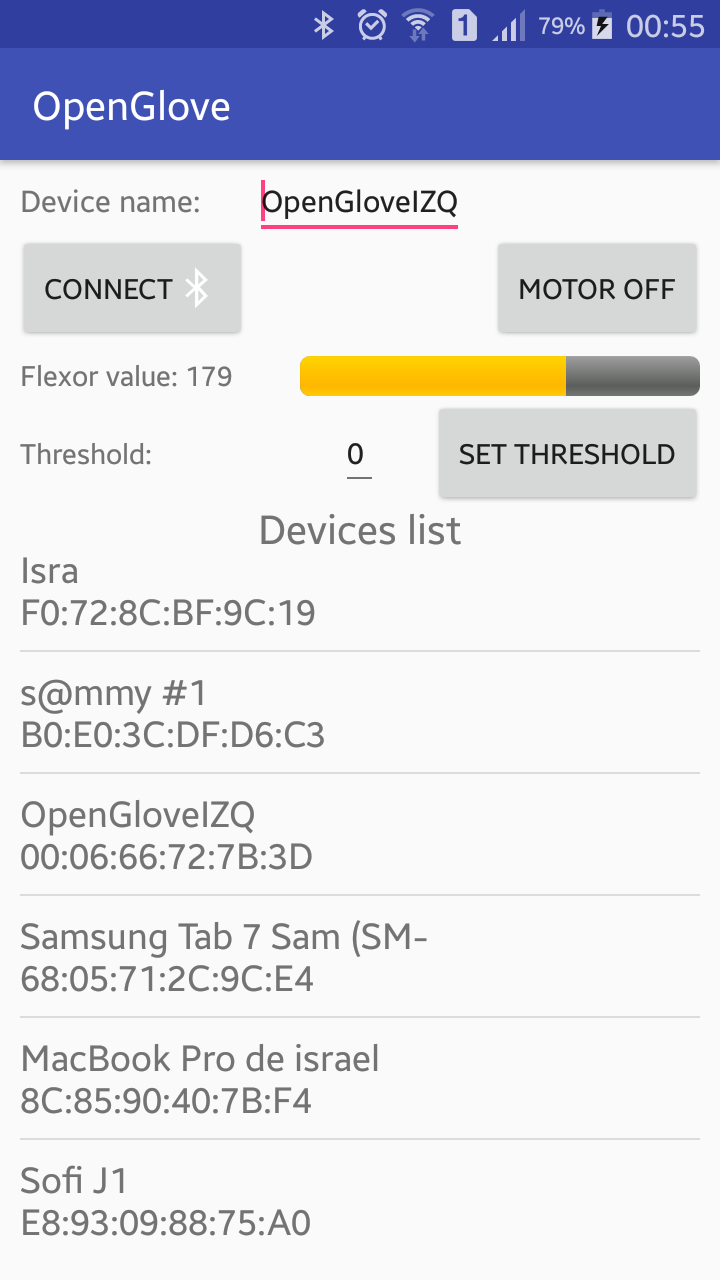 1 79% 00:55
OpenGlove
Device name: OpenGloveIZQ
CONNECT MOTOR OFF
Flexor value: 179
Threshold: 0 SET THRESHOLD
Devices list
Isra
F0:72:8C:BF:9C:19
s@mmy #1
B0:E0:3C:DF:D6:C3
OpenGloveIZQ
00:06:66:72:7B:3D
Samsung Tab 7 Sam (SM-
68:05:71:2C:9C:E4
MacBook Pro de israel
8C:85:90:40:7B:F4
Sofi J1
E8:93:09:88:75:A0